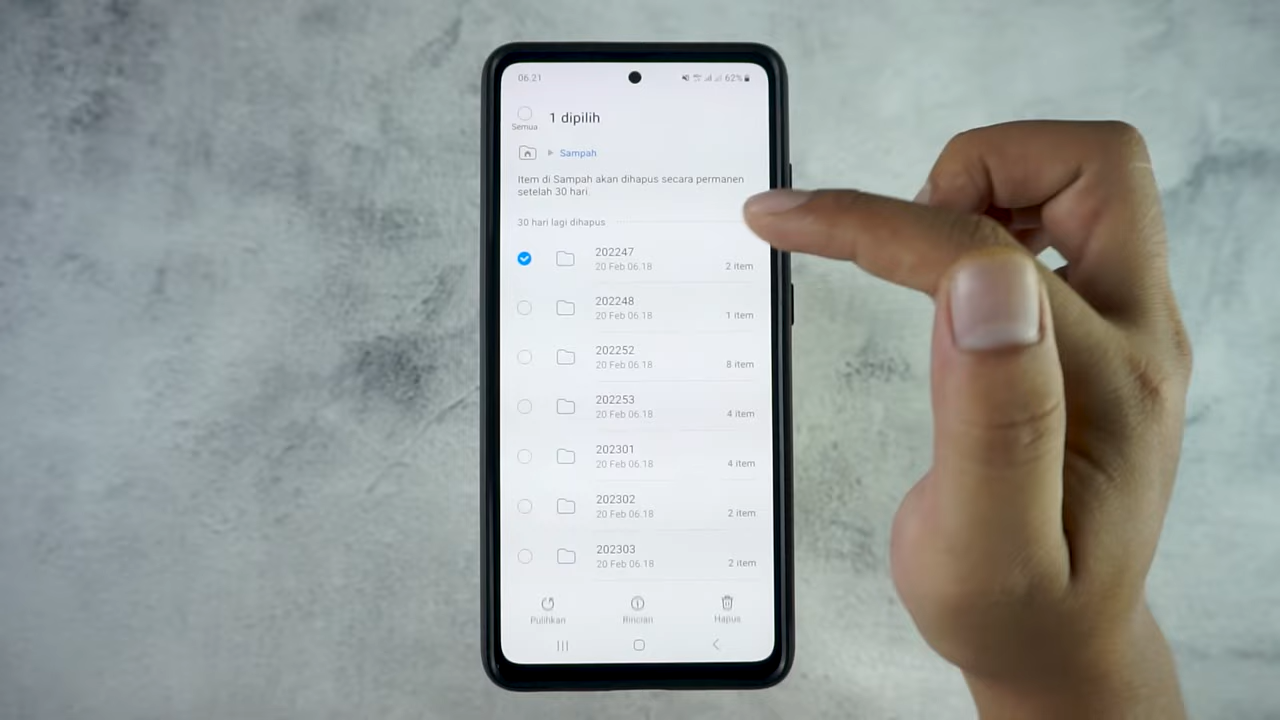 06.21
62%
1 dipilih
Semua
Sampah
Item di Sampah akan dihapus secara permanen
setelah 30 hari.
30 hari lagi dihapus
202247
20 Feb 06.18
2 item
202248
20 Feb 06.18
1 item
202252
20 Feb 06.18
8 item
202253
20 Feb 06.18
4 item
202301
20 Feb 06.18
4 item
202302
20 Feb 06.18
2 item
202303
20 Feb 06.18
2 item
Pulihkan
Rincian
Hapus